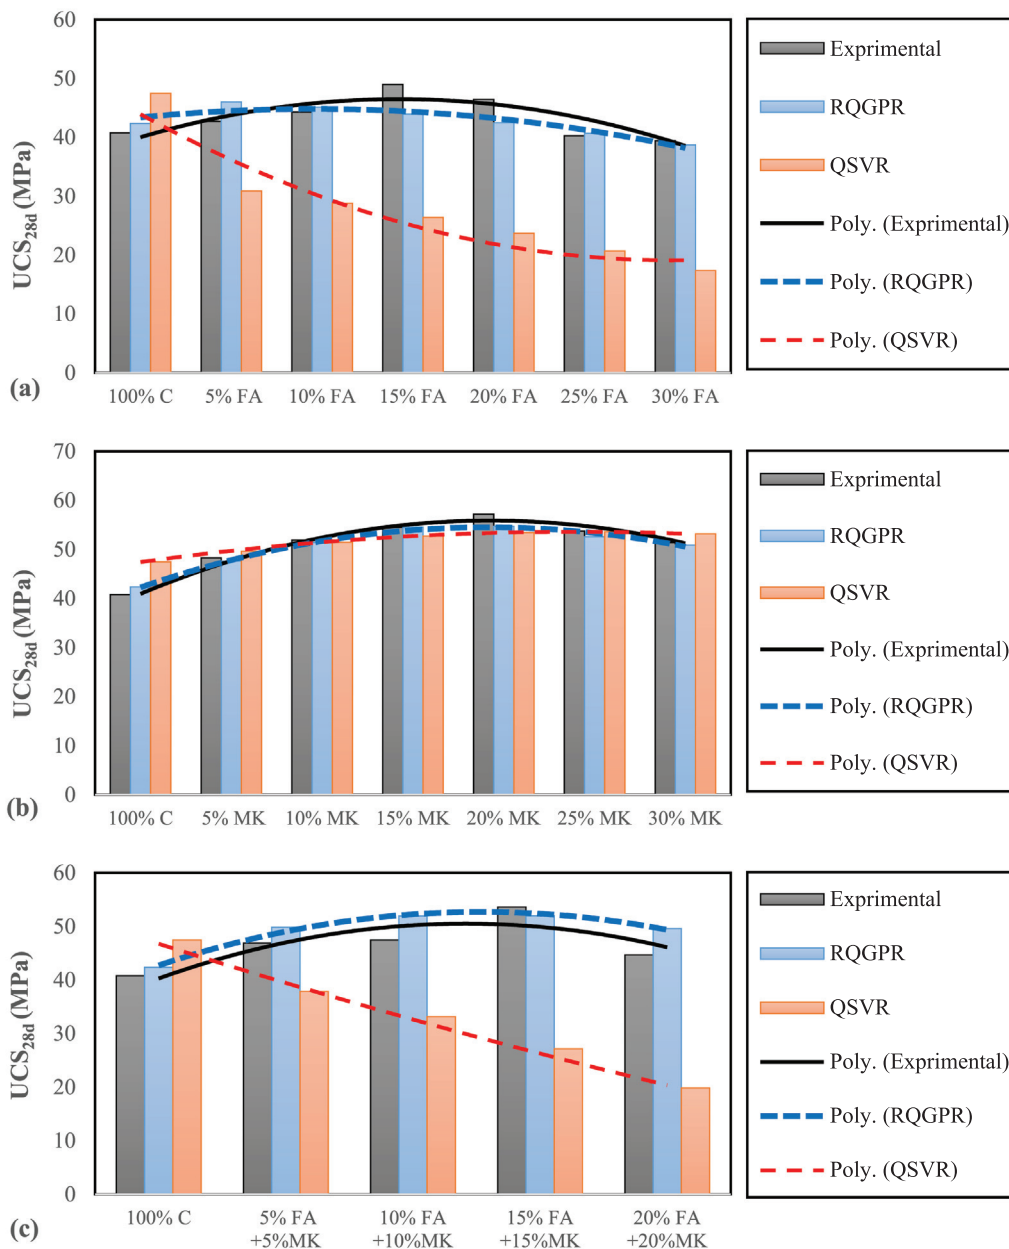 60
50
40
30
20
10
0
UCS28d (MPa)
(a)
100% C 5% FA 10% FA 15% FA 20% FA 25% FA 30% FA
Exprimental
RQGPR
QSVR
Poly. (Exprimental)
Poly. (RQGPR)
Poly. (QSVR)
70
60
50
40
30
20
10
0
UCS28d (MPa)
(b)
100% C 5% MK 10% MK 15% MK 20% MK 25% MK 30% MK
Exprimental
RQGPR
QSVR
Poly. (Exprimental)
Poly. (RQGPR)
Poly. (QSVR)
60
50
40
30
20
10
0
UCS28d (MPa)
(c)
100% C 5% FA 10% FA 15% FA 20% FA
+5%MK +10%MK +15%MK +20%MK
Exprimental
RQGPR
QSVR
Poly. (Exprimental)
Poly. (RQGPR)
Poly. (QSVR)